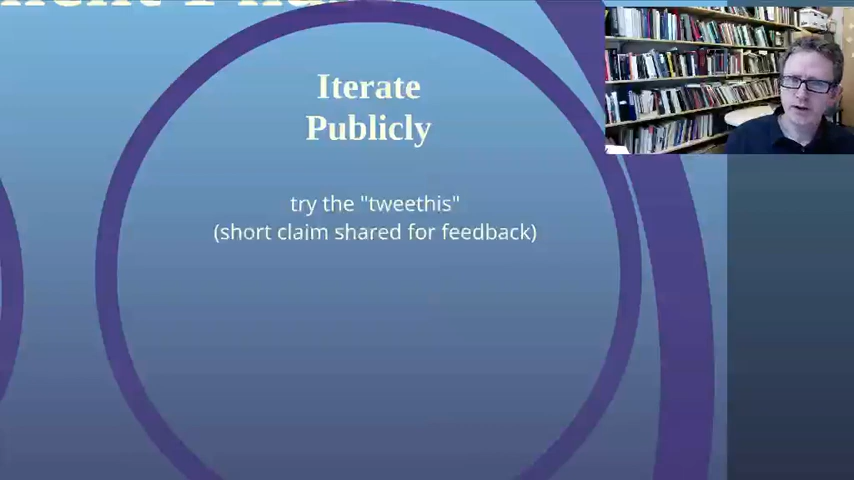 Iterate
Publicly
try the "tweethis"
(short claim shared for feedback)